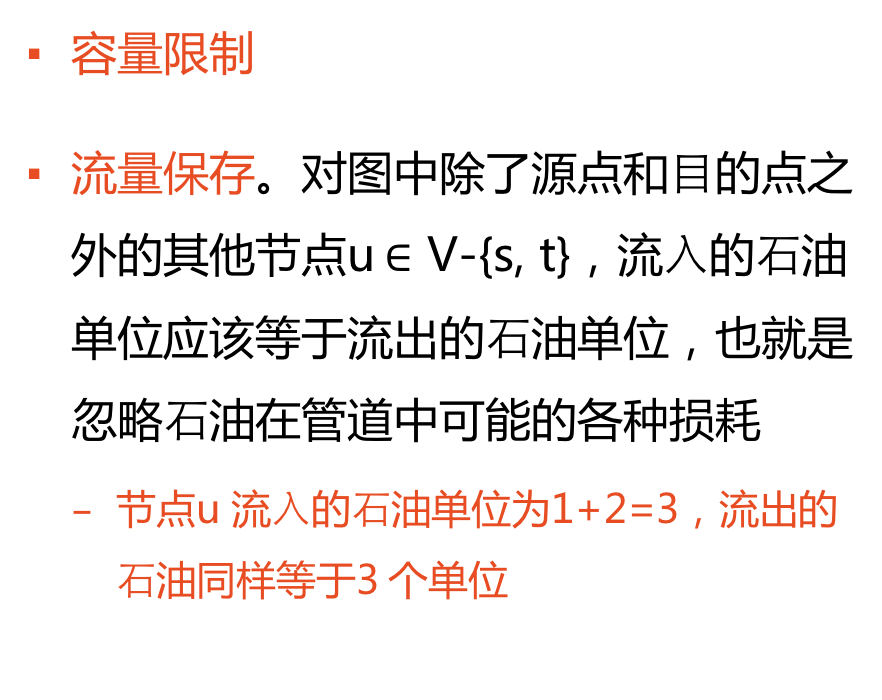 ▪ 容量限制
▪ 流量保存。对图中除了源点和目的点之
外的其他节点u ∈ V-{s, t}，流入的石油
单位应该等于流出的石油单位，也就是
忽略石油在管道中可能的各种损耗
– 节点u 流入的石油单位为1+2=3，流出的
石油同样等于3 个单位